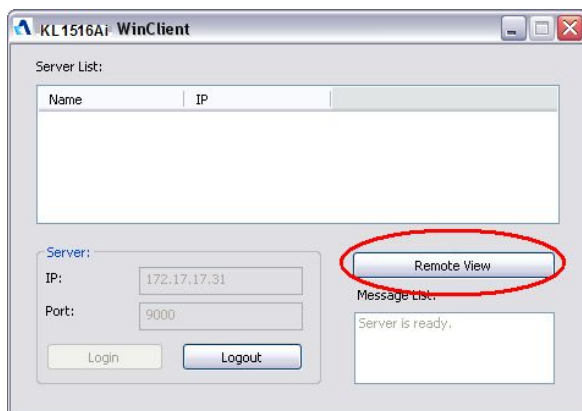 KL1516Ai WinClient
Server List:
Name IP
Server:
IP: 172.17.17.31
Port: 9000
Login Logout
Remote View
Message List:
Server is ready.